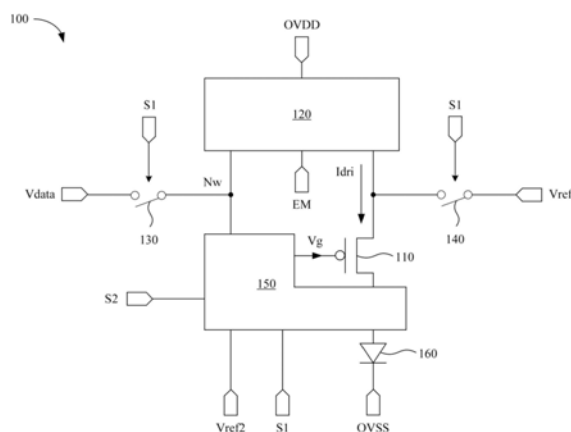 100
OVDD
S1
120
S1
Nw
Idri
Vdata
EM
Vref
130
140
Vg
110
150
S2
160
Vref2
S1
OVSS